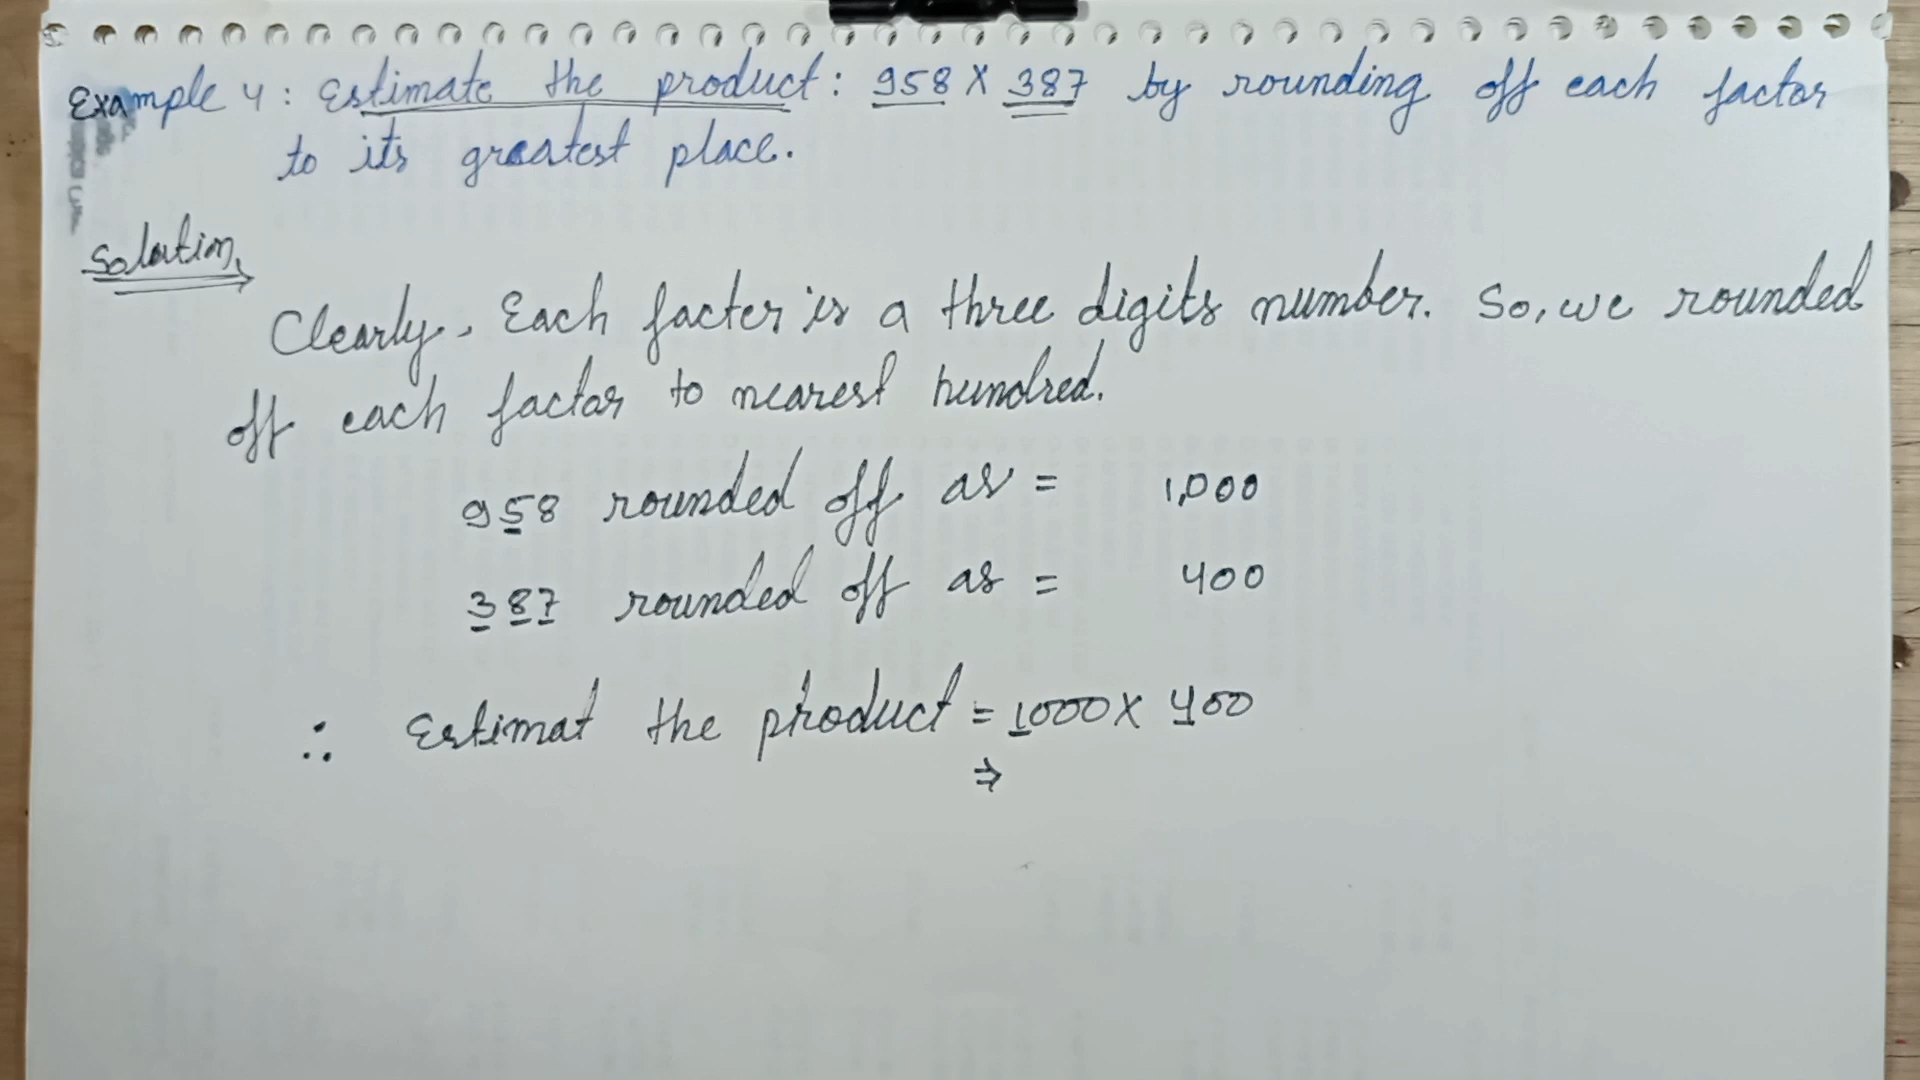 Example 4 : Estimate the product : 958 X 387 by rounding off each factor
to its greatest place.
Solution,
Clearly, Each facter is a three digits number. So, we rounded
off each factor to nearest hundred.
958 rounded off as = 1,000
387 rounded off as = 400
∴ Estimat the product = 1000 X 400
⇒